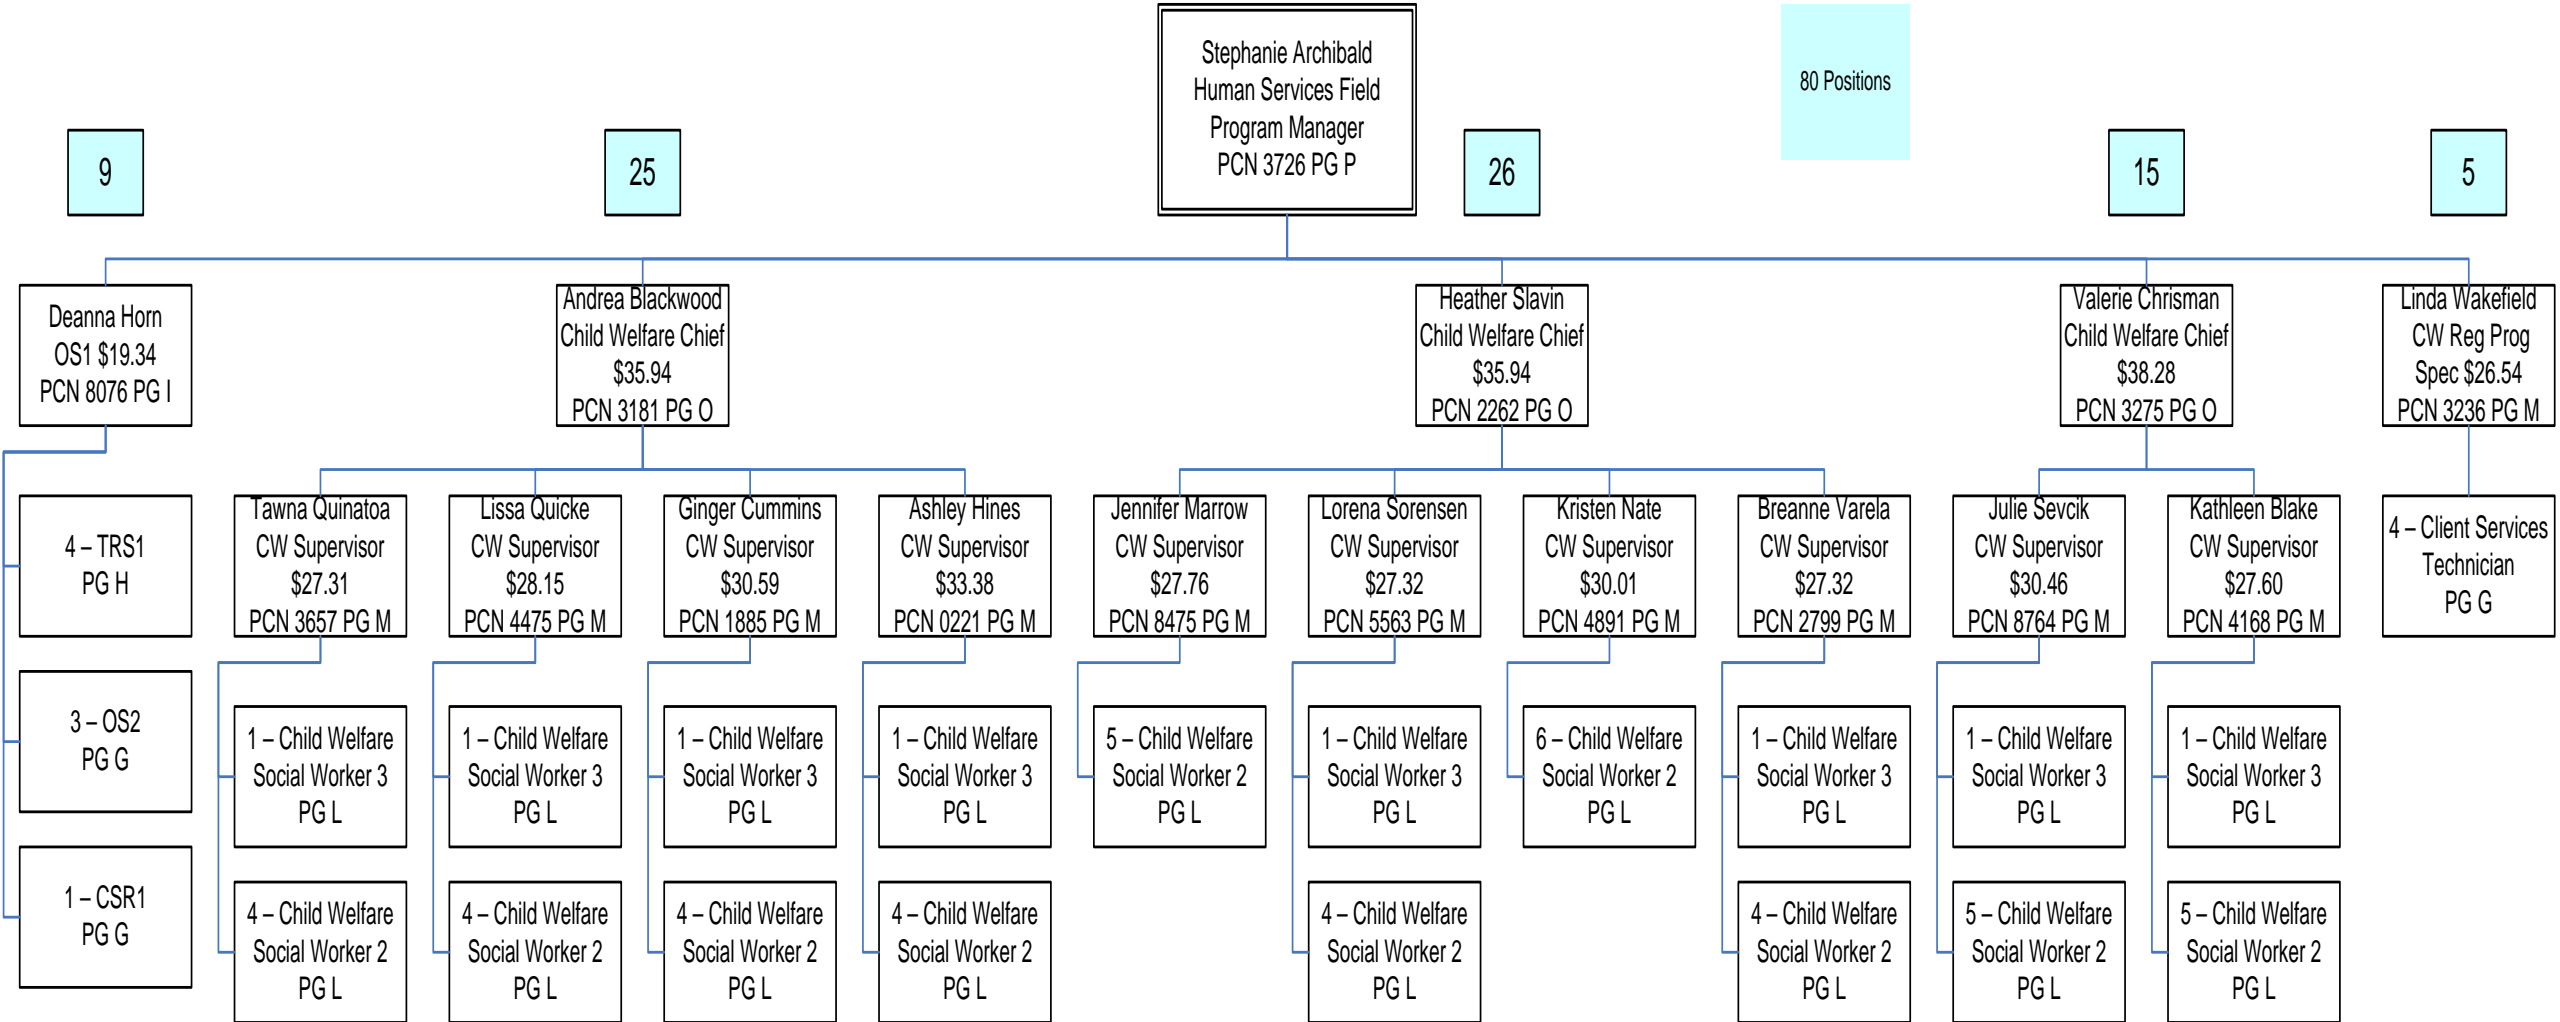 Stephanie Archibald
Human Services Field
Program Manager
PCN 3726 PG P
80 Positions
9
25
26
15
5
Deanna Horn
OS1 $19.34
PCN 8076 PG I
Andrea Blackwood
Child Welfare Chief
$35.94
PCN 3181 PG O
Heather Slavin
Child Welfare Chief
$35.94
PCN 2262 PG O
Valerie Chrisman
Child Welfare Chief
$38.28
PCN 3275 PG O
Linda Wakefield
CW Reg Prog
Spec $26.54
PCN 3236 PG M
4 – TRS1
PG H
Tawna Quinatoa
CW Supervisor
$27.31
PCN 3657 PG M
Lissa Quicke
CW Supervisor
$28.15
PCN 4475 PG M
Ginger Cummins
CW Supervisor
$30.59
PCN 1885 PG M
Ashley Hines
CW Supervisor
$33.38
PCN 0221 PG M
Jennifer Marrow
CW Supervisor
$27.76
PCN 8475 PG M
Lorena Sorensen
CW Supervisor
$27.32
PCN 5563 PG M
Kristen Nate
CW Supervisor
$30.01
PCN 4891 PG M
Breanne Varela
CW Supervisor
$27.32
PCN 2799 PG M
Julie Sevcik
CW Supervisor
$30.46
PCN 8764 PG M
Kathleen Blake
CW Supervisor
$27.60
PCN 4168 PG M
4 – Client Services
Technician
PG G
3 – OS2
PG G
1 – Child Welfare
Social Worker 3
PG L
1 – Child Welfare
Social Worker 3
PG L
1 – Child Welfare
Social Worker 3
PG L
1 – Child Welfare
Social Worker 3
PG L
5 – Child Welfare
Social Worker 2
PG L
1 – Child Welfare
Social Worker 3
PG L
6 – Child Welfare
Social Worker 2
PG L
1 – Child Welfare
Social Worker 3
PG L
1 – Child Welfare
Social Worker 3
PG L
1 – Child Welfare
Social Worker 3
PG L
1 – CSR1
PG G
4 – Child Welfare
Social Worker 2
PG L
4 – Child Welfare
Social Worker 2
PG L
4 – Child Welfare
Social Worker 2
PG L
4 – Child Welfare
Social Worker 2
PG L
4 – Child Welfare
Social Worker 2
PG L
4 – Child Welfare
Social Worker 2
PG L
5 – Child Welfare
Social Worker 2
PG L
5 – Child Welfare
Social Worker 2
PG L